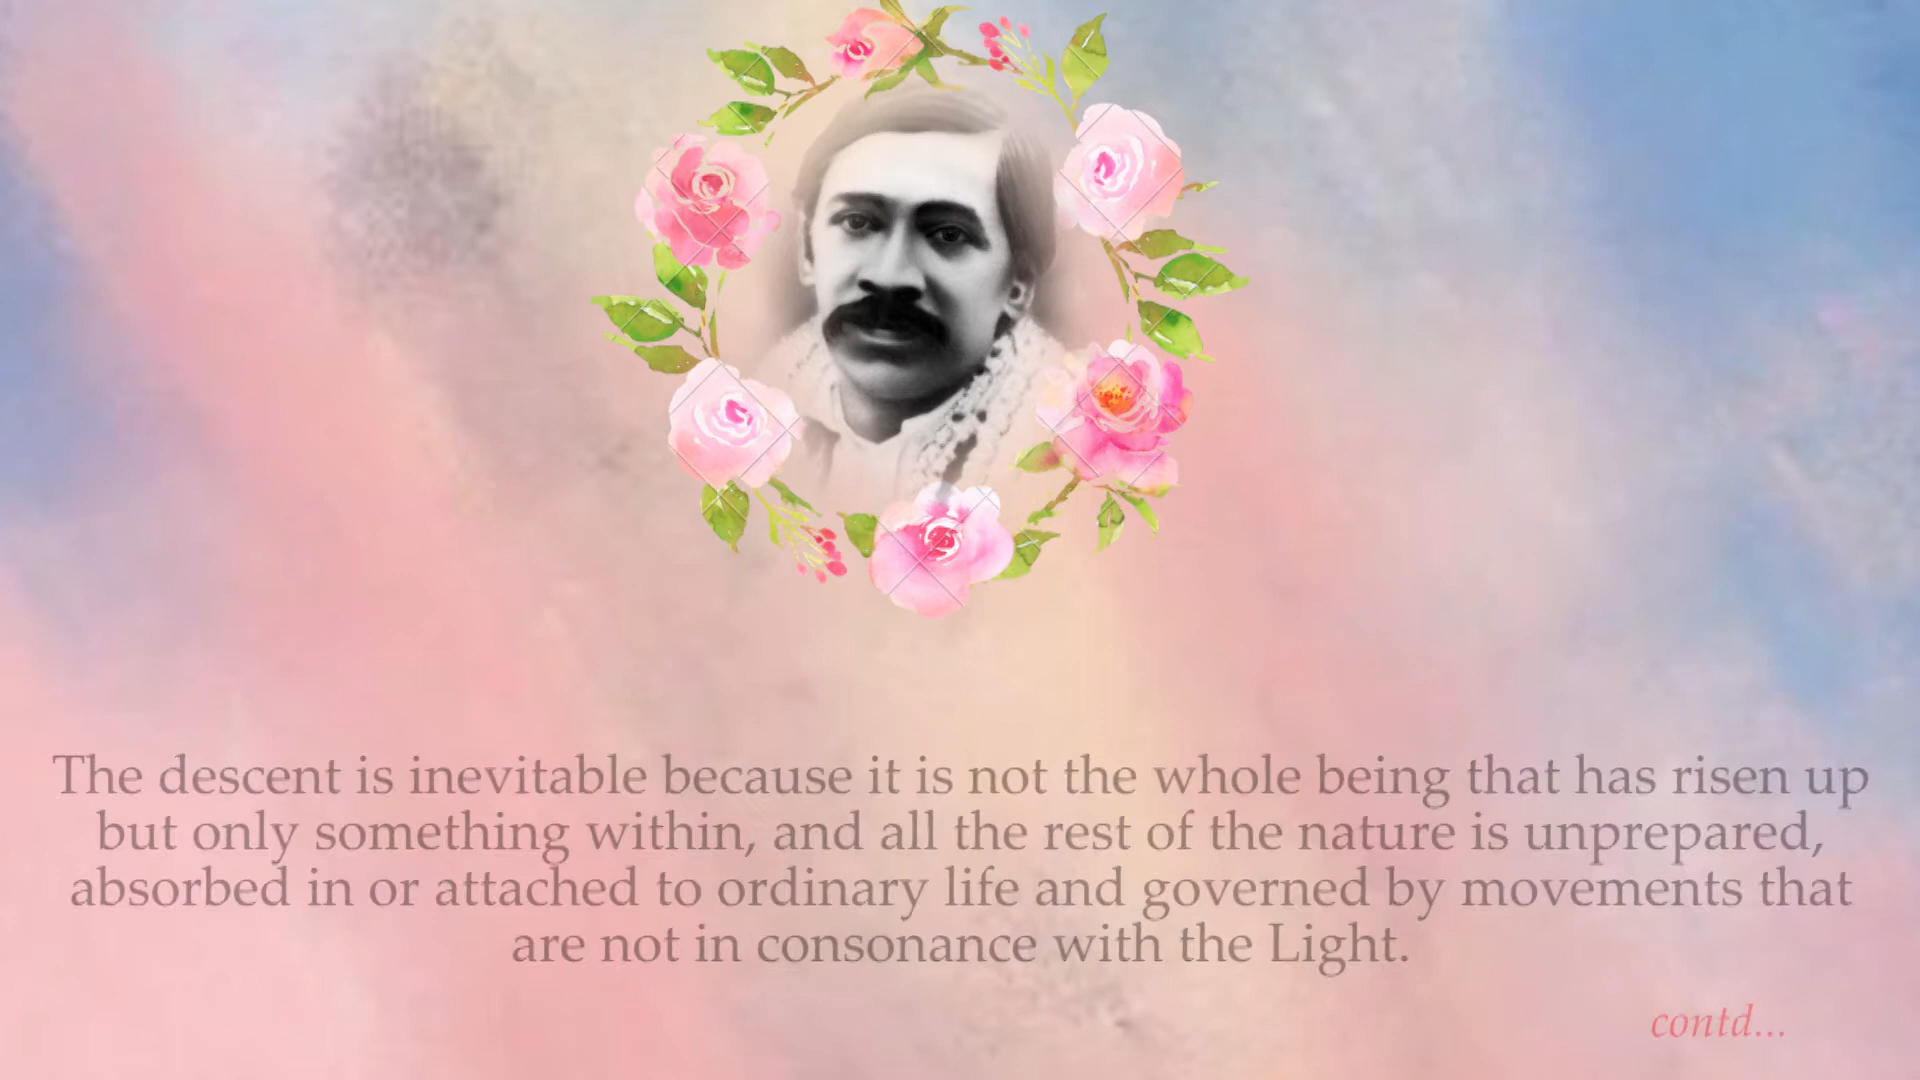 The descent is inevitable because it is not the whole being that has risen up
but only something within, and all the rest of the nature is unprepared,
absorbed in or attached to ordinary life and governed by movements that
are not in consonance with the Light.
contd...